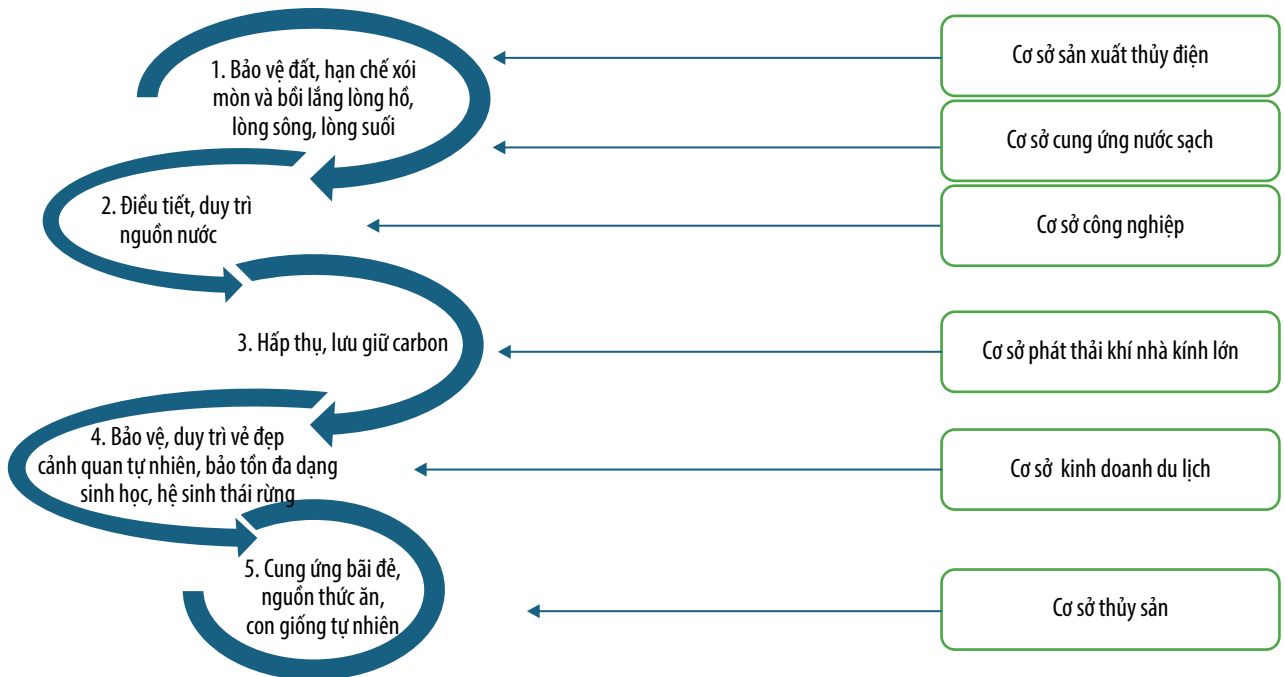 1. Bảo vệ đất, hạn chế xói
mòn và bồi lắng lòng hồ,
lòng sông, lòng suối
Cơ sở sản xuất thủy điện
Cơ sở cung ứng nước sạch
2. Điều tiết, duy trì
nguồn nước
Cơ sở công nghiệp
3. Hấp thụ, lưu giữ carbon
Cơ sở phát thải khí nhà kính lớn
4. Bảo vệ, duy trì vẻ đẹp
cảnh quan tự nhiên, bảo tồn đa dạng
sinh học, hệ sinh thái rừng
Cơ sở kinh doanh du lịch
5. Cung ứng bãi đẻ,
nguồn thức ăn,
con giống tự nhiên
Cơ sở thủy sản